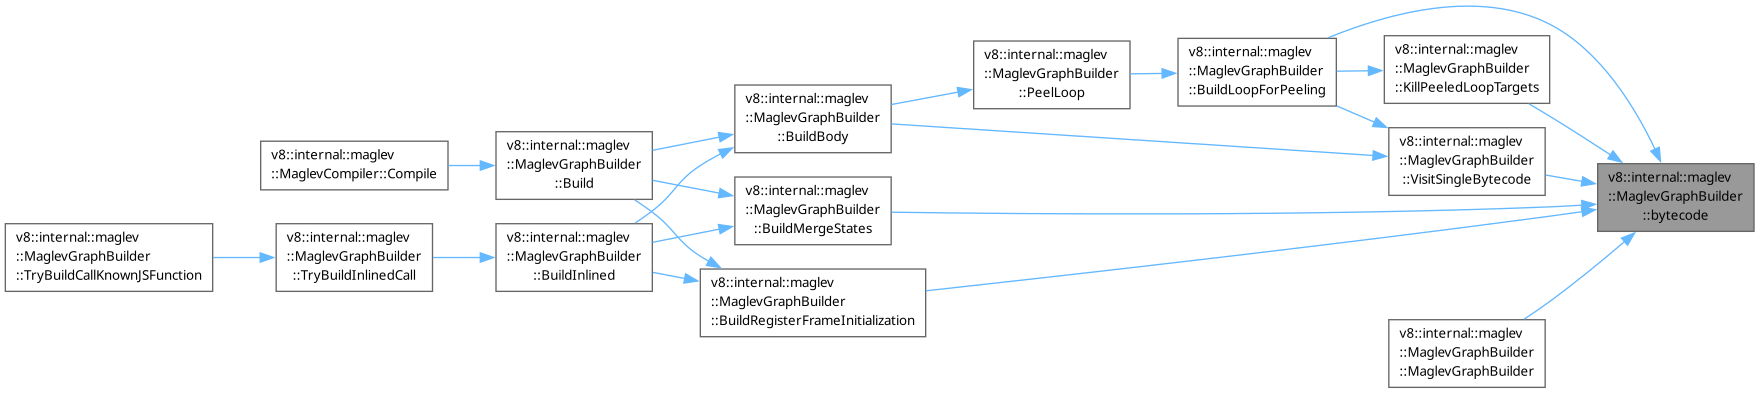 v8::internal::maglev
::MaglevGraphBuilder
::TryBuildCallKnownJSFunction
v8::internal::maglev
::MaglevCompiler::Compile
v8::internal::maglev
::MaglevGraphBuilder
::TryBuildInlinedCall
v8::internal::maglev
::MaglevGraphBuilder
::Build
v8::internal::maglev
::MaglevGraphBuilder
::BuildInlined
v8::internal::maglev
::MaglevGraphBuilder
::BuildBody
v8::internal::maglev
::MaglevGraphBuilder
::BuildMergeStates
v8::internal::maglev
::MaglevGraphBuilder
::BuildRegisterFrameInitialization
v8::internal::maglev
::MaglevGraphBuilder
::PeelLoop
v8::internal::maglev
::MaglevGraphBuilder
::BuildLoopForPeeling
v8::internal::maglev
::MaglevGraphBuilder
::KillPeeledLoopTargets
v8::internal::maglev
::MaglevGraphBuilder
::VisitSingleBytecode
v8::internal::maglev
::MaglevGraphBuilder
::MaglevGraphBuilder
v8::internal::maglev
::MaglevGraphBuilder
::bytecode